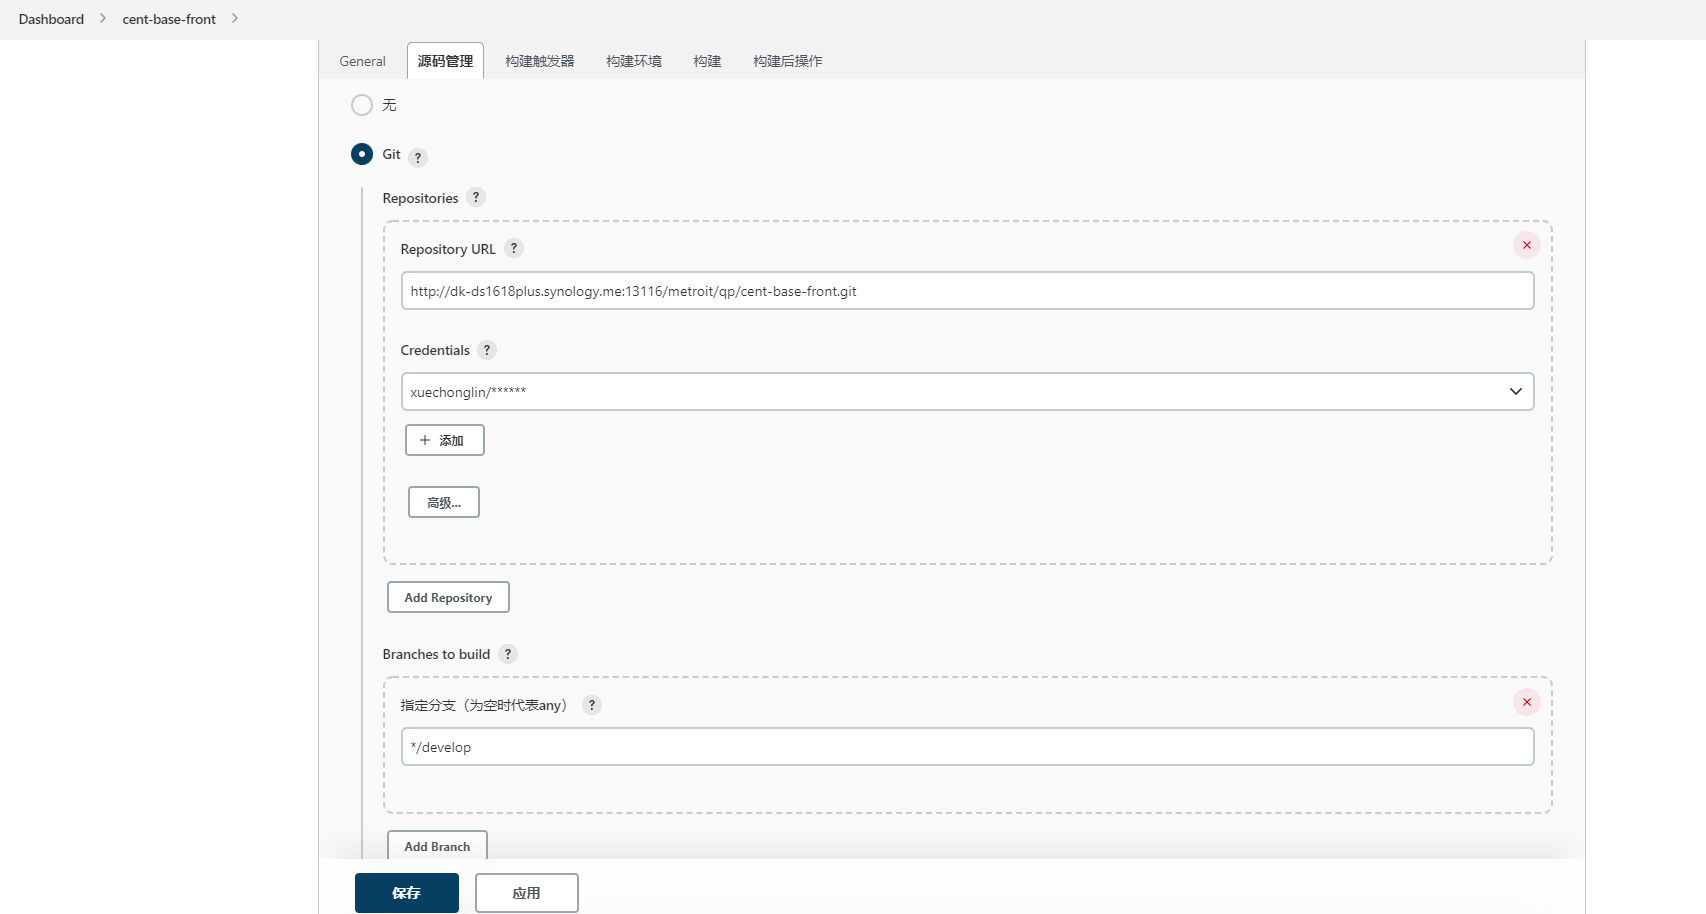 Dashboard > cent-base-front >
General 源码管理 构建触发器 构建环境 构建 构建后操作
无
Git ?
Repositories ?
Repository URL ?
http://dk-ds1618plus.synology.me:13116/metroit/qp/cent-base-front.git
Credentials ?
xuechonglin/******
+ 添加
高级...
Add Repository
Branches to build ?
指定分支（为空时代表any） ?
*/develop
Add Branch
保存 应用